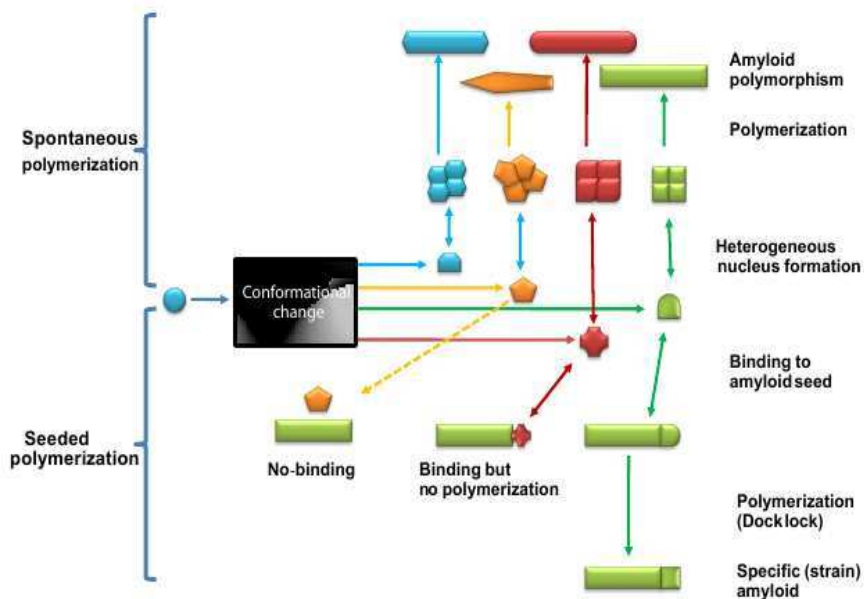 Amyloid
polymorphism
Spontaneous
polymerization
Polymerization
Heterogeneous
nucleus formation
Conformational
change
Binding to
amyloid seed
Seeded
polymerization
No-binding
Binding but
no polymerization
Polymerization
(Dock lock)
Specific (strain)
amyloid